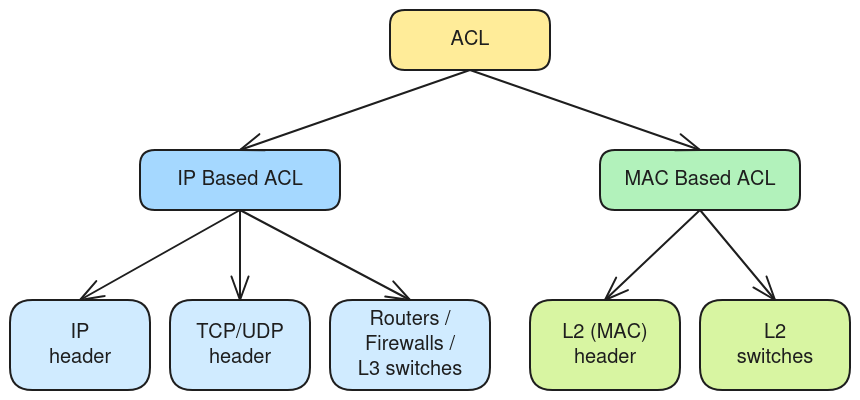 ACL
IP Based ACL
MAC Based ACL
IP
header
TCP/UDP
header
Routers /
Firewalls /
L3 switches
L2 (MAC)
header
L2
switches